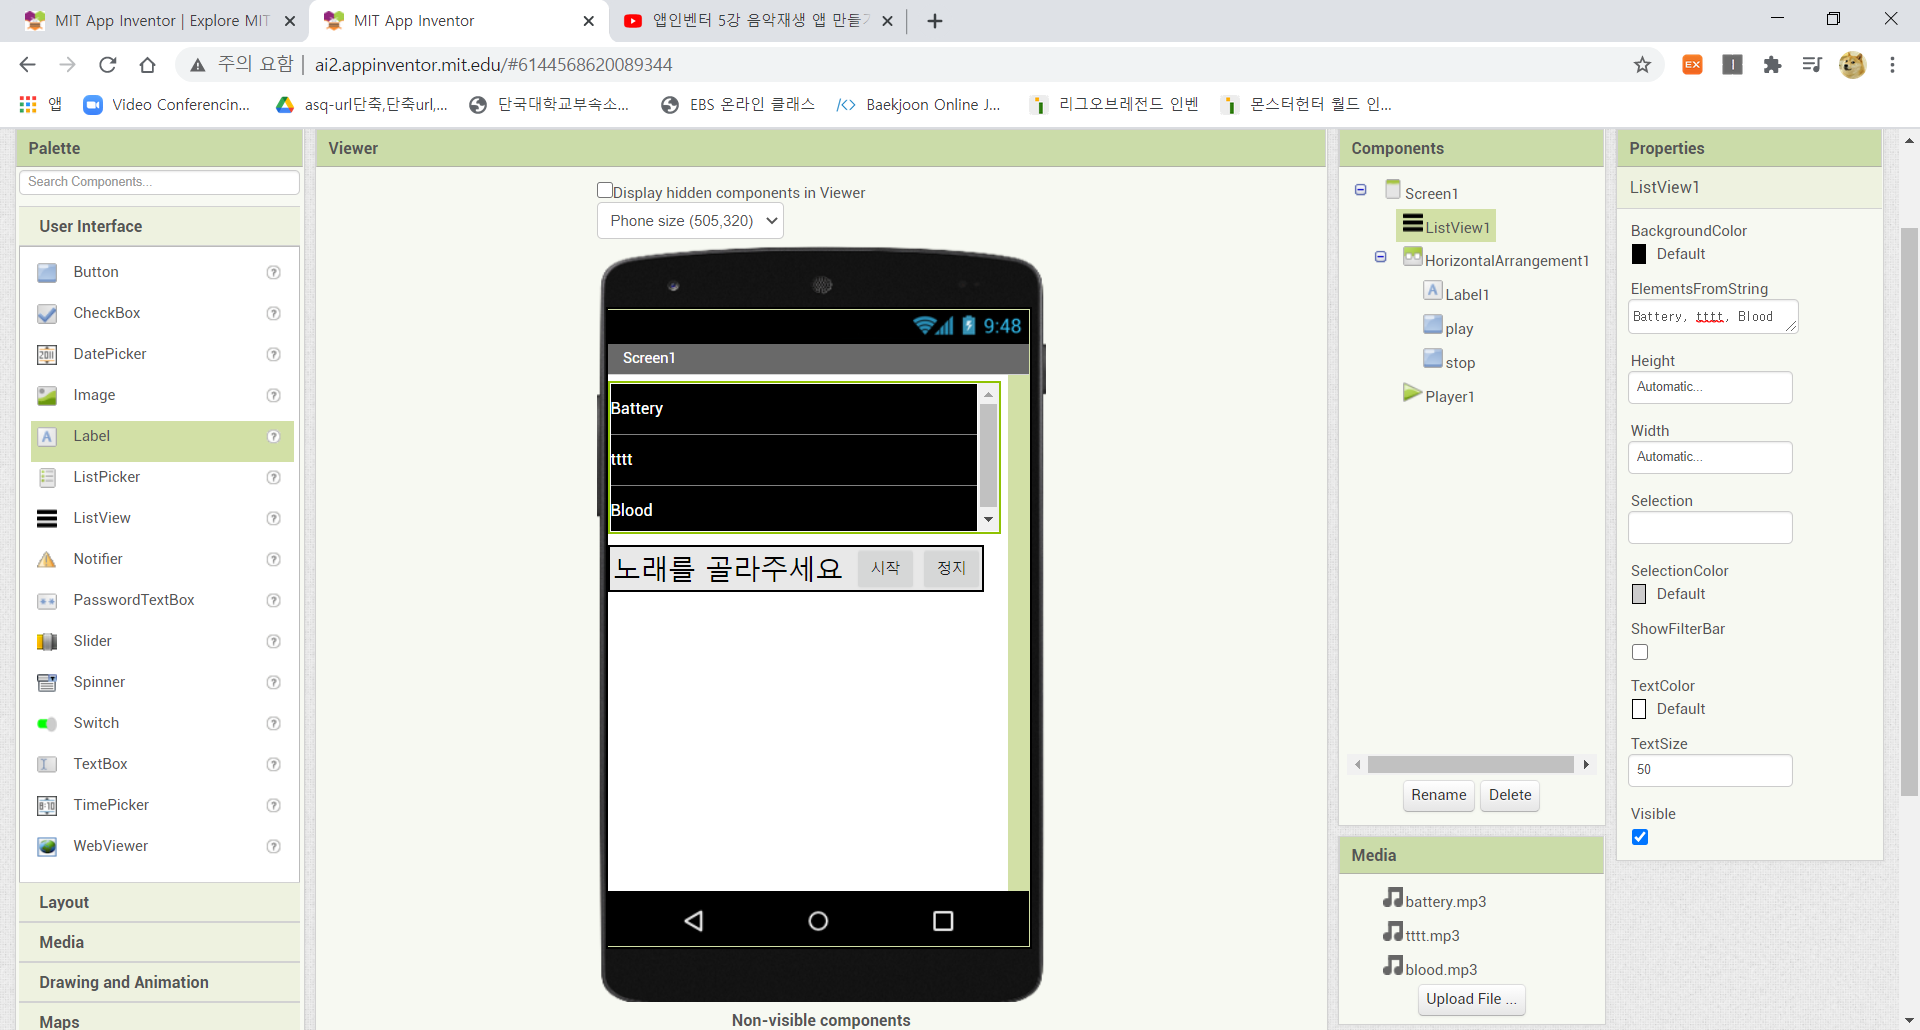 MIT App Inventor | Explore MIT
MIT App Inventor
앱인벤터 5강 음악재생 앱 만들기
주의 요함 | ai2.appinventor.mit.edu/#6144568620089344
EX
앱
Video Conferencin...
asq-url단축,단축url,...
단국대학교부속소...
EBS 온라인 클래스
</> Baekjoon Online J...
리그오브레전드 인벤
몬스터헌터 월드 인...
Palette
Search Components...
User Interface
Button
CheckBox
DatePicker
Image
Label
ListPicker
ListView
Notifier
PasswordTextBox
Slider
Spinner
Switch
TextBox
TimePicker
WebViewer
Layout
Media
Drawing and Animation
Maps
Viewer
Display hidden components in Viewer
Phone size (505,320)
9:48
Screen1
Battery
tttt
Blood
노래를 골라주세요
시작
정지
Non-visible components
Components
Screen1
ListView1
HorizontalArrangement1
Label1
play
stop
Player1
Rename
Delete
Media
battery.mp3
tttt.mp3
blood.mp3
Upload File ...
Properties
ListView1
BackgroundColor
Default
ElementsFromString
Battery, tttt, Blood
Height
Automatic...
Width
Automatic...
Selection
SelectionColor
Default
ShowFilterBar
TextColor
Default
TextSize
50
Visible